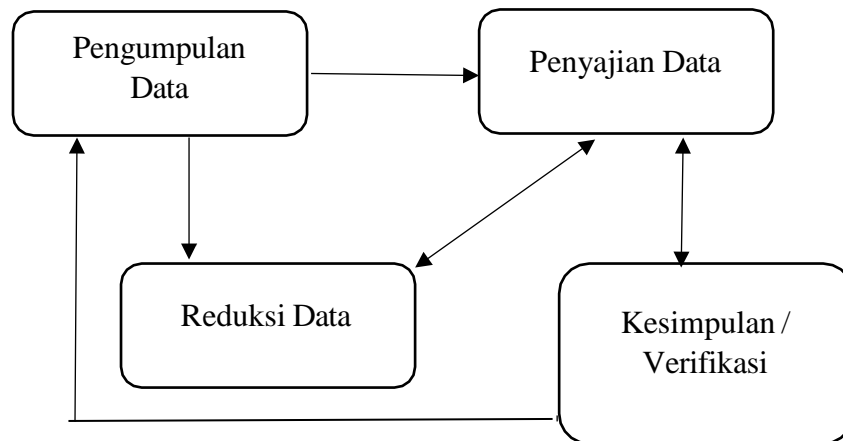 Pengumpulan
Data
Penyajian Data
Reduksi Data
Kesimpulan /
Verifikasi